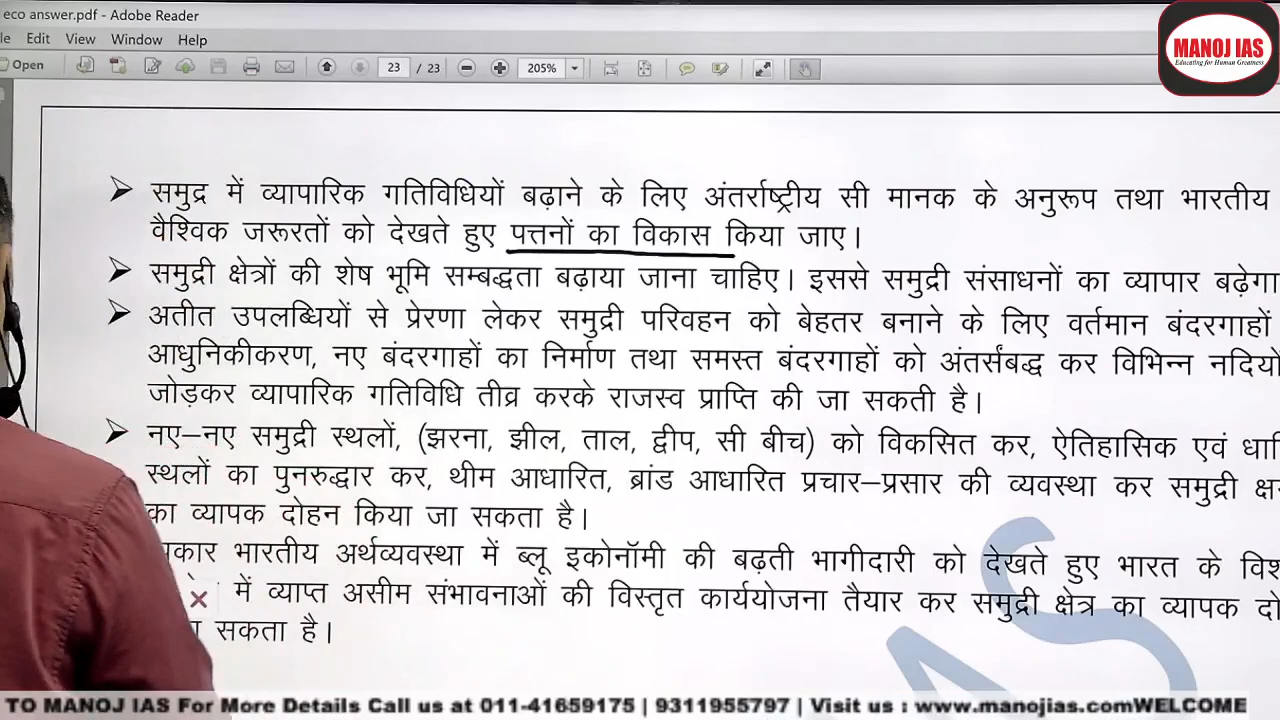 eco answer.pdf - Adobe Reader
Edit View Window Help
Open 23 / 23 205%
MANOJ IAS
Educating for Human Greatness
समुद्र में व्यापारिक गतिविधियों बढ़ाने के लिए अंतर्राष्ट्रीय सी मानक के अनुरूप तथा भारतीय
वैश्विक जरूरतों को देखते हुए पत्तनों का विकास किया जाए।
समुद्री क्षेत्रों की शेष भूमि सम्बद्धता बढ़ाया जाना चाहिए। इससे समुद्री संसाधनों का व्यापार बढ़ेगा
अतीत उपलब्धियों से प्रेरणा लेकर समुद्री परिवहन को बेहतर बनाने के लिए वर्तमान बंदरगाहों
आधुनिकीकरण, नए बंदरगाहों का निर्माण तथा समस्त बंदरगाहों को अंतर्संबद्ध कर विभिन्न
जोड़कर व्यापारिक गतिविधि तीव्र करके राजस्व प्राप्ति की जा सकती है।
नए–नए समुद्री स्थलों, (झरना, झील, ताल, द्वीप, सी बीच) को विकसित कर, ऐतिहासिक एवं
स्थलों का पुनरुद्धार कर, थीम आधारित, ब्रांड आधारित प्रचार–प्रसार की व्यवस्था कर समुद्री
का व्यापक दोहन किया जा सकता है।
भारतीय अर्थव्यवस्था में ब्लू इकोनॉमी की बढ़ती भागीदारी को देखते हुए भारत के
में व्याप्त असीम संभावनाओं की विस्तृत कार्ययोजना तैयार कर समुद्री क्षेत्र का व्यापक
सकता है।
TO MANOJ IAS For More Details Call us at 011-41659175 | 9311955797 | Visit us : www.manojias.comWELCOME